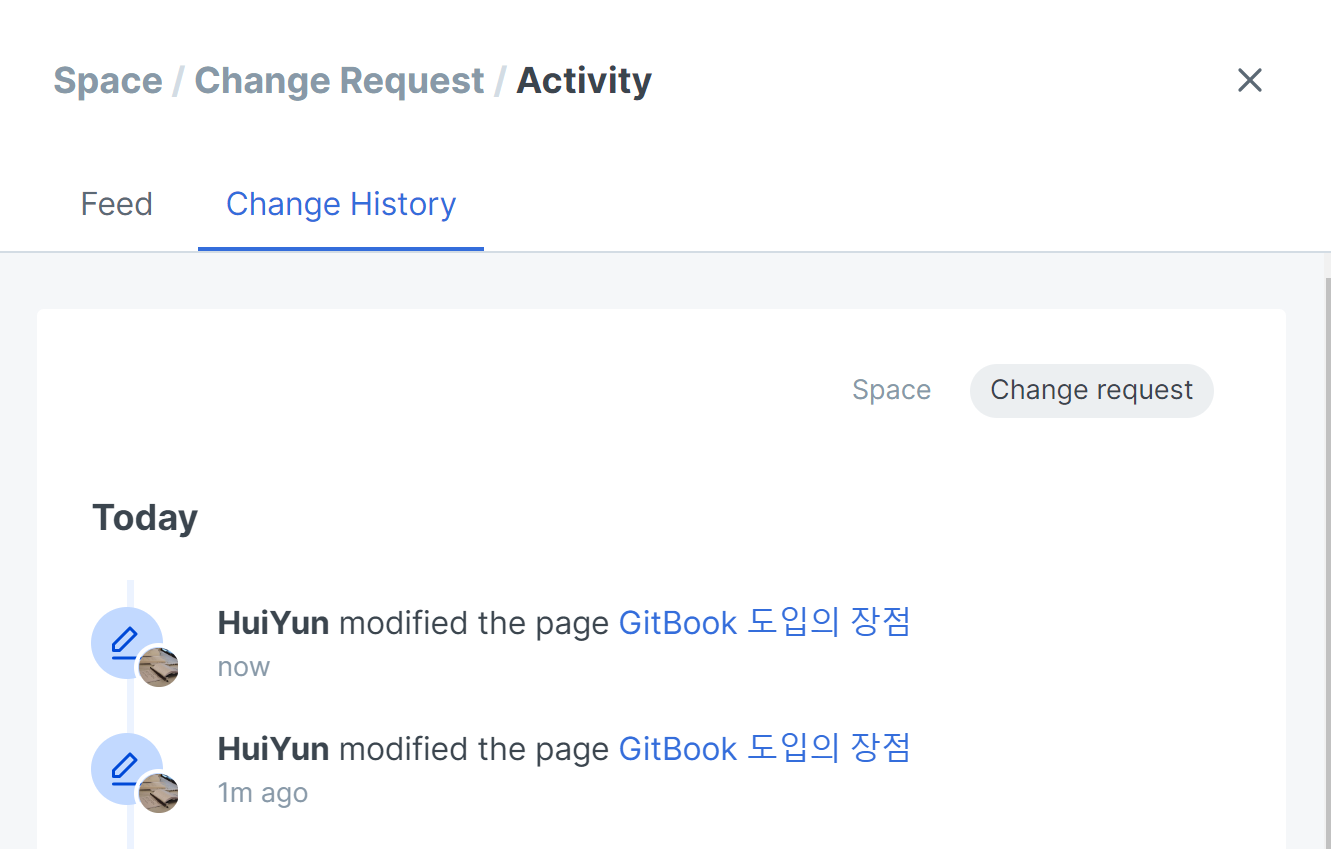 Space / Change Request / Activity
Feed Change History
Space Change request
Today
HuiYun modified the page GitBook 도입의 장점
now
HuiYun modified the page GitBook 도입의 장점
1m ago